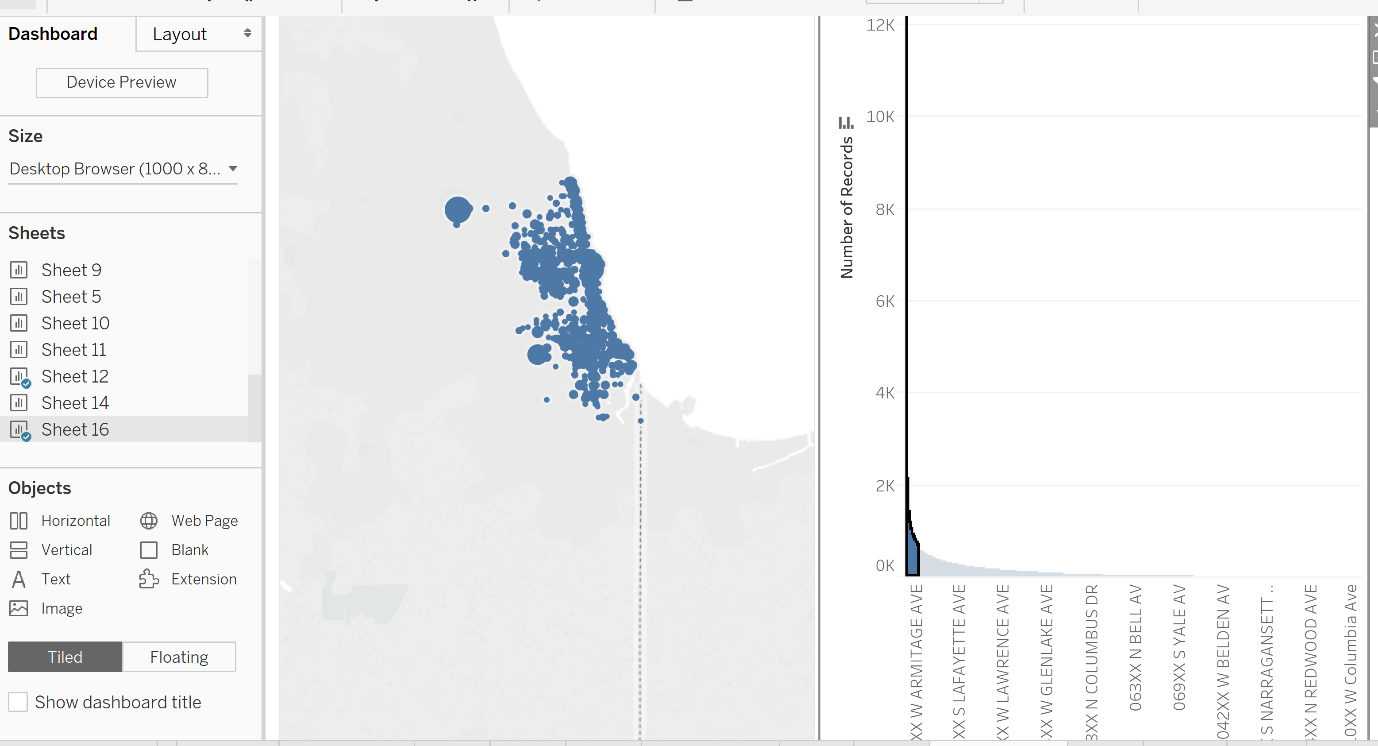 Dashboard
Layout
Device Preview
Size
Desktop Browser (1000 x 8...
Sheets
Sheet 9
Sheet 5
Sheet 10
Sheet 11
Sheet 12
Sheet 14
Sheet 16
Objects
Horizontal
Web Page
Vertical
Blank
Text
Extension
Image
Tiled
Floating
Show dashboard title
Number of Records
12K
10K
8K
6K
4K
2K
0K
XX W ARMITAGE AVE
XX S LAFAYETTE AVE
XX W LAWRENCE AVE
XX W GLENLAKE AVE
XX N COLUMBUS DR
063XX N BELL AV
069XX S YALE AV
042XX W BELDEN AV
S NARRAGANSETT ..
XX N REDWOOD AVE
0XX W Columbia Ave